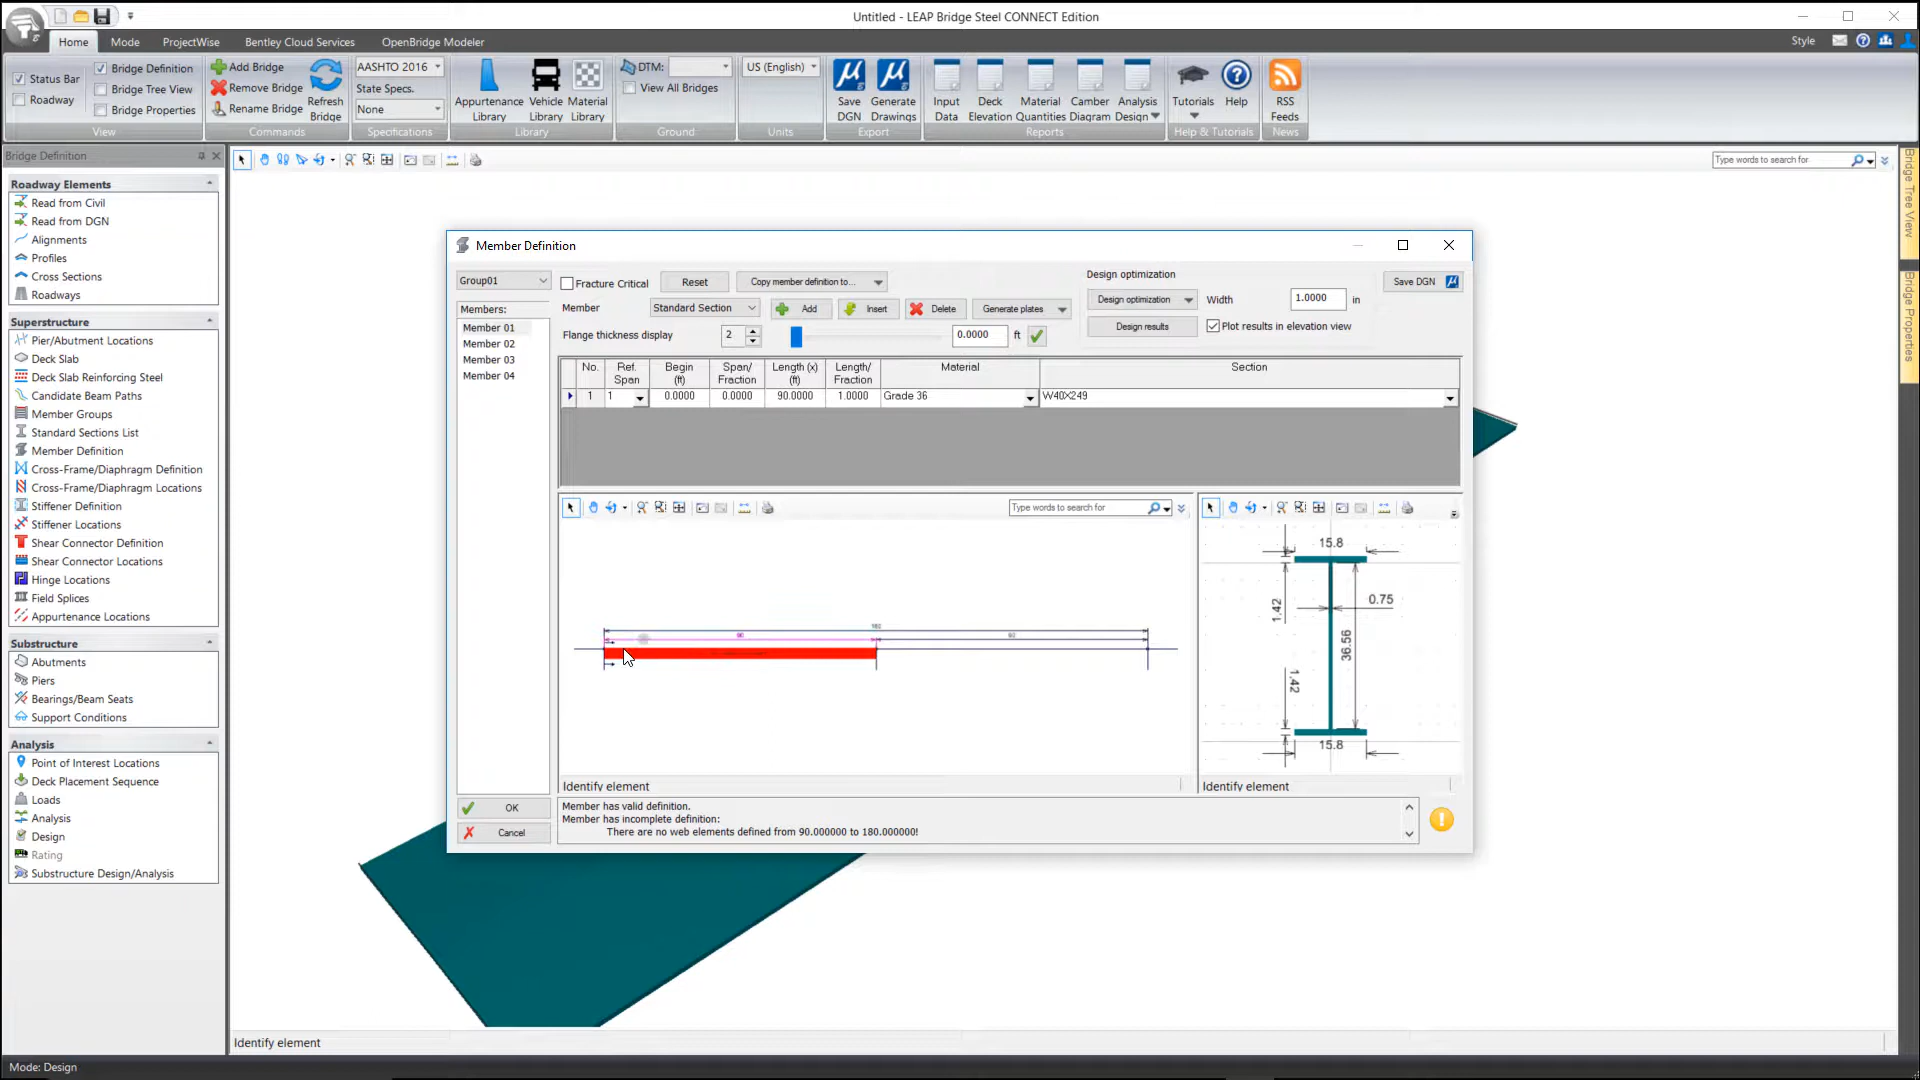 Untitled - LEAP Bridge Steel CONNECT Edition
Home Mode ProjectWise Bentley Cloud Services OpenBridge Modeler Style
Status Bar
Roadway
Bridge Definition
Bridge Tree View
Bridge Properties
View
Add Bridge
Remove Bridge
Rename Bridge
Refresh
Bridge
Commands
AASHTO 2016
State Specs.
None
Specifications
Appurtenance
Library
Vehicle
Library
Material
Library
Library
DTM:
View All Bridges
Ground
US (English)
Units
Save
DGN
Generate
Drawings
Export
Input
Data
Deck
Elevation
Material
Quantities
Camber
Diagram
Analysis
Design
Reports
Tutorials
Help
Help & Tutorials
RSS
Feeds
News
Bridge Definition
Type words to search for
Bridge Tree View
Bridge Properties
Roadway Elements
Read from Civil
Read from DGN
Alignments
Profiles
Cross Sections
Roadways
Superstructure
Pier/Abutment Locations
Deck Slab
Deck Slab Reinforcing Steel
Candidate Beam Paths
Member Groups
Standard Sections List
Member Definition
Cross-Frame/Diaphragm Definition
Cross-Frame/Diaphragm Locations
Stiffener Definition
Stiffener Locations
Shear Connector Definition
Shear Connector Locations
Hinge Locations
Field Splices
Appurtenance Locations
Substructure
Abutments
Piers
Bearings/Beam Seats
Support Conditions
Analysis
Point of Interest Locations
Deck Placement Sequence
Loads
Analysis
Design
Rating
Substructure Design/Analysis
Member Definition
Group01
Fracture Critical
Reset
Copy member definition to...
Design optimization
Save DGN
Members:
Member 01
Member 02
Member 03
Member 04
Member
Standard Section
Add
Insert
Delete
Generate plates
Design optimization
Width
1.0000
in
Flange thickness display
2
0.0000
ft
Design results
Plot results in elevation view
No.
Ref.
Span
Begin
(ft)
Span/
Fraction
Length (x)
(ft)
Length/
Fraction
Material
Section
1 1 0.0000 0.0000 90.0000 1.0000 Grade 36 W40X249
Type words to search for
15.8
1.42
0.75
36.56
1.42
15.8
180
90
Identify element
Identify element
OK
Cancel
Member has valid definition.
Member has incomplete definition:
There are no web elements defined from 90.000000 to 180.000000!
Identify element
Mode: Design